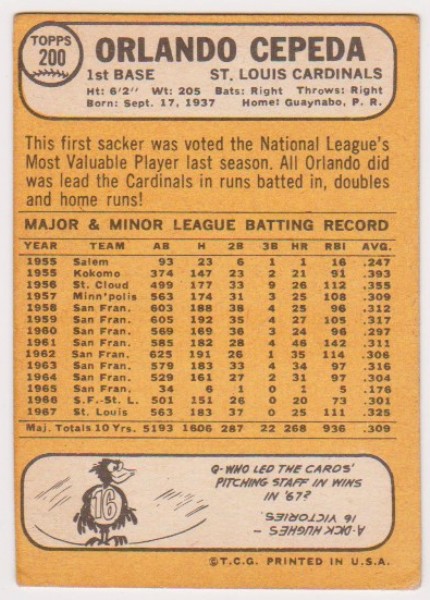 TOPPS
200
ORLANDO CEPEDA
1st BASE ST. LOUIS CARDINALS
Ht: 6'2" Wt: 205 Bats: Right Throws: Right
Born: Sept. 17, 1937 Home: Guaynabo, P. R.
This first sacker was voted the National League's
Most Valuable Player last season. All Orlando did
was lead the Cardinals in runs batted in, doubles
and home runs!
MAJOR & MINOR LEAGUE BATTING RECORD
YEAR TEAM AB H 2B 3B HR RBI AVG.
1955 Salem 93 23 6 1 1 16 .247
1955 Kokomo 374 147 23 2 21 91 .393
1956 St. Cloud 499 177 33 9 26 112 .355
1957 Minn'polis 563 174 31 3 25 108 .309
1958 San Fran. 603 188 38 4 25 96 .312
1959 San Fran. 605 192 35 4 27 105 .317
1960 San Fran. 569 169 36 3 24 96 .297
1961 San Fran. 585 182 28 4 46 142 .311
1962 San Fran. 625 191 26 1 35 114 .306
1963 San Fran. 579 183 33 4 34 97 .316
1964 San Fran. 529 161 27 2 31 97 .304
1965 San Fran. 34 6 1 0 1 5 .176
1966 S.F.-St. L. 501 151 26 0 20 73 .301
1967 St. Louis 563 183 37 0 25 111 .325
Maj. Totals 10 Yrs. 5193 1606 287 22 268 936 .309
16
Q-WHO LED THE CARDS'
PITCHING STAFF IN WINS
IN '67?
A-DICK HUGHES -
16 VICTORIES.
©T.C.G. PRINTED IN U.S.A.